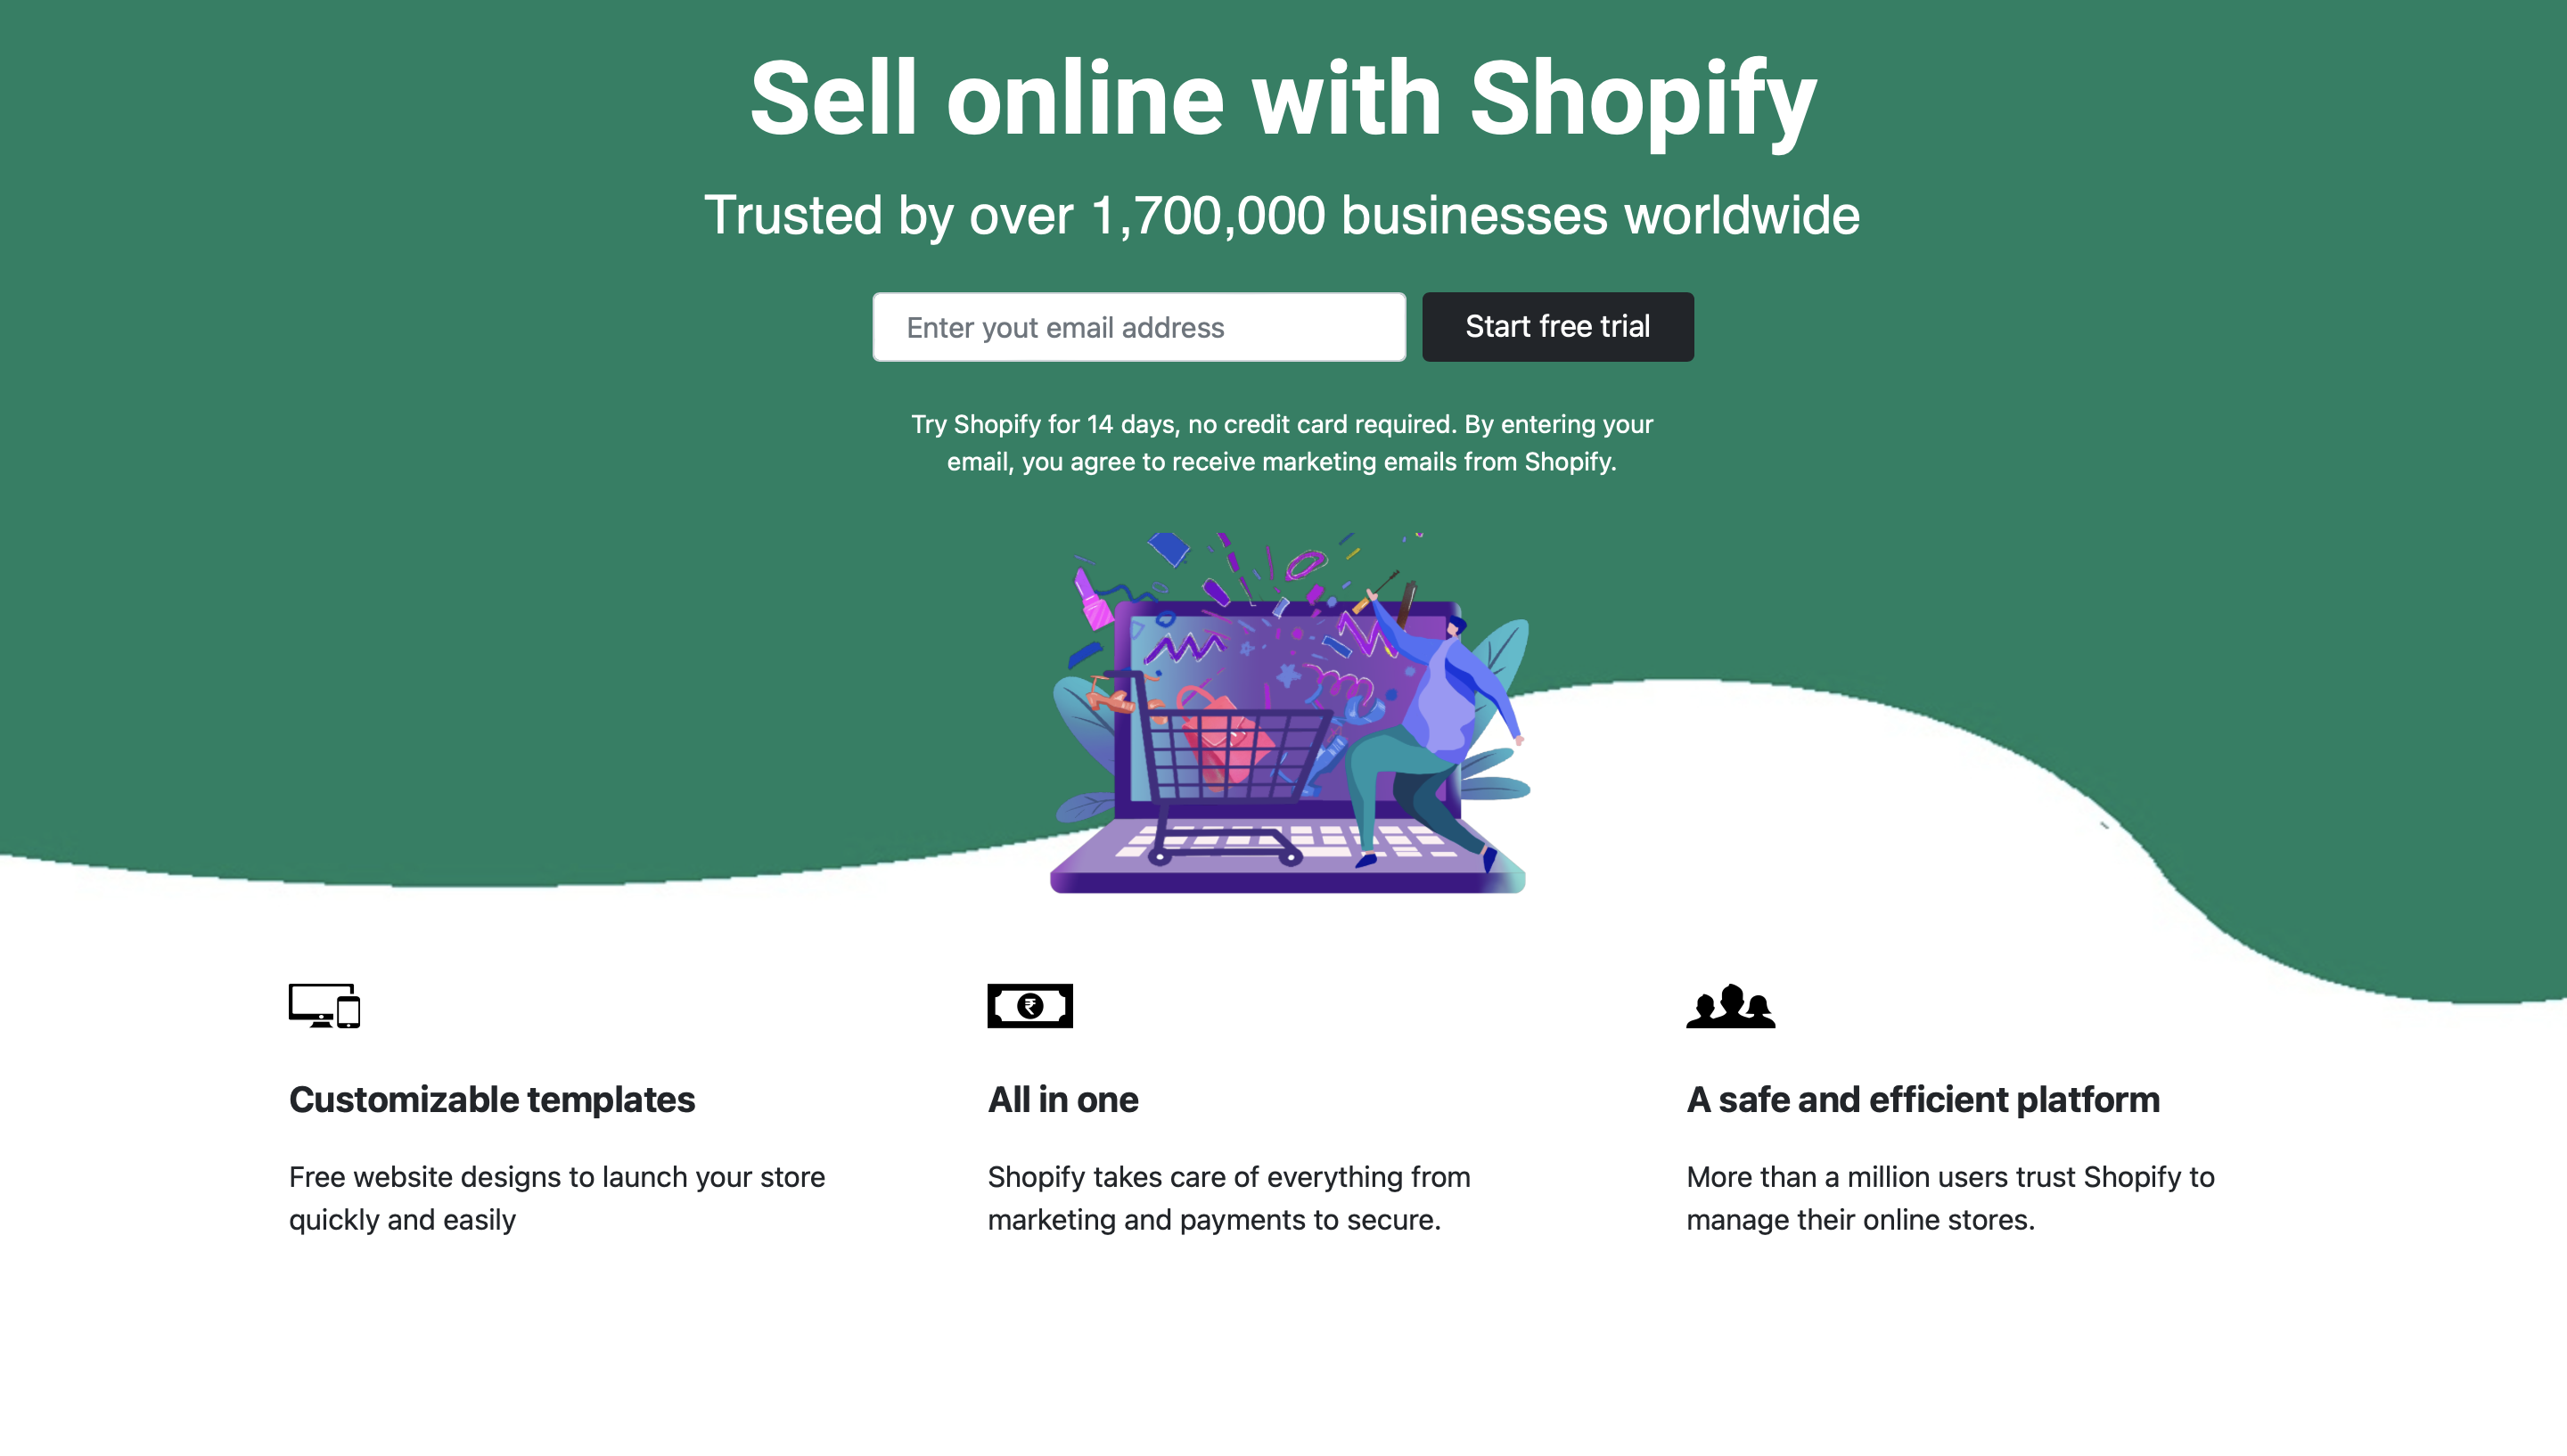 Sell online with Shopify
Trusted by over 1,700,000 businesses worldwide
Enter yout email address
Start free trial
Try Shopify for 14 days, no credit card required. By entering your
email, you agree to receive marketing emails from Shopify.
₹
Customizable templates
Free website designs to launch your store
quickly and easily
All in one
Shopify takes care of everything from
marketing and payments to secure.
A safe and efficient platform
More than a million users trust Shopify to
manage their online stores.